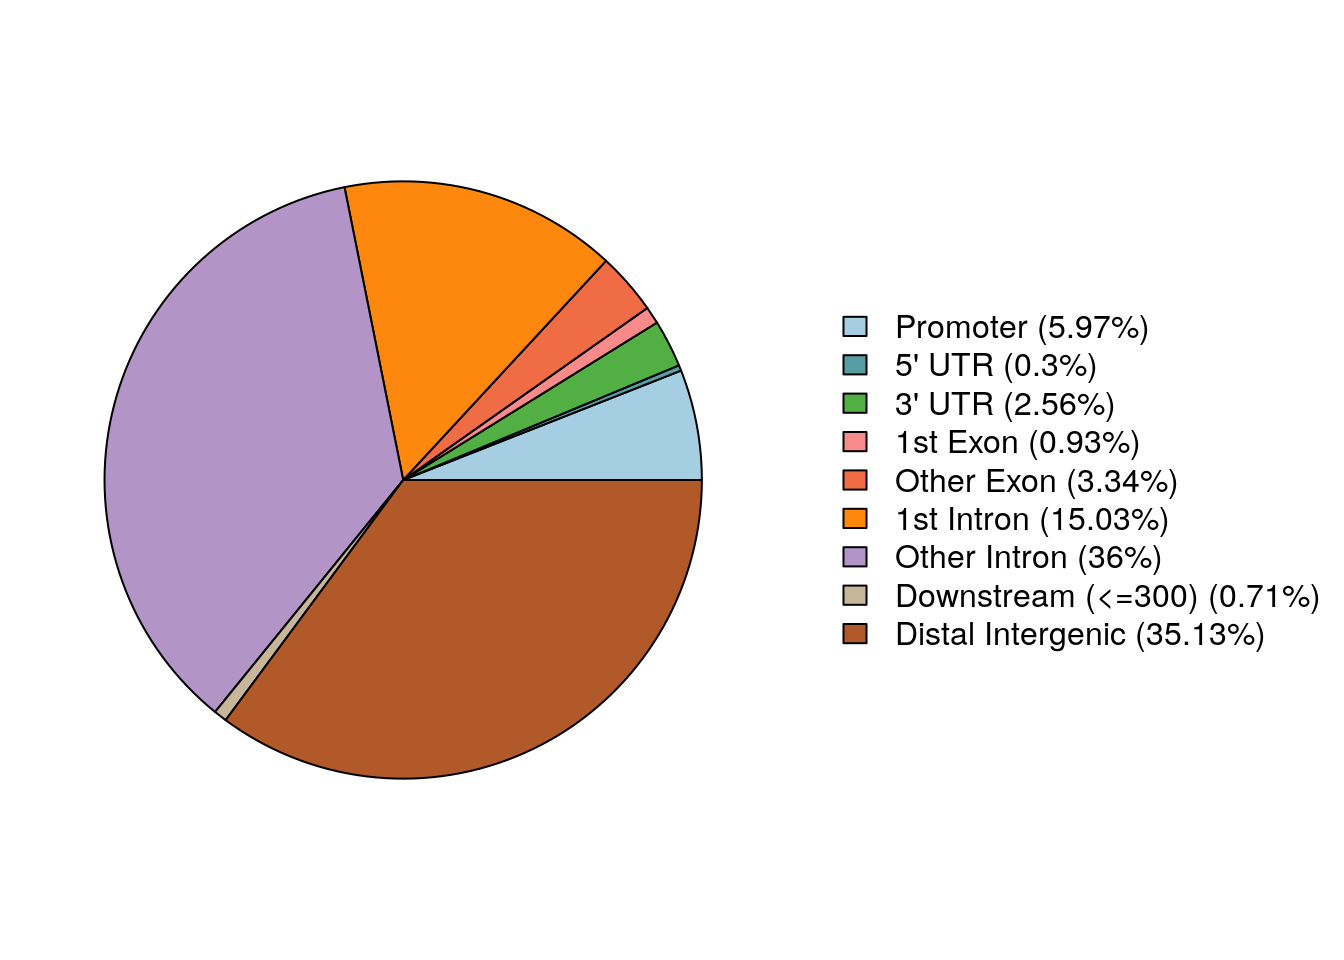 Promoter (5.97%)
5' UTR (0.3%)
3' UTR (2.56%)
1st Exon (0.93%)
Other Exon (3.34%)
1st Intron (15.03%)
Other Intron (36%)
Downstream (<=300) (0.71%)
Distal Intergenic (35.13%)